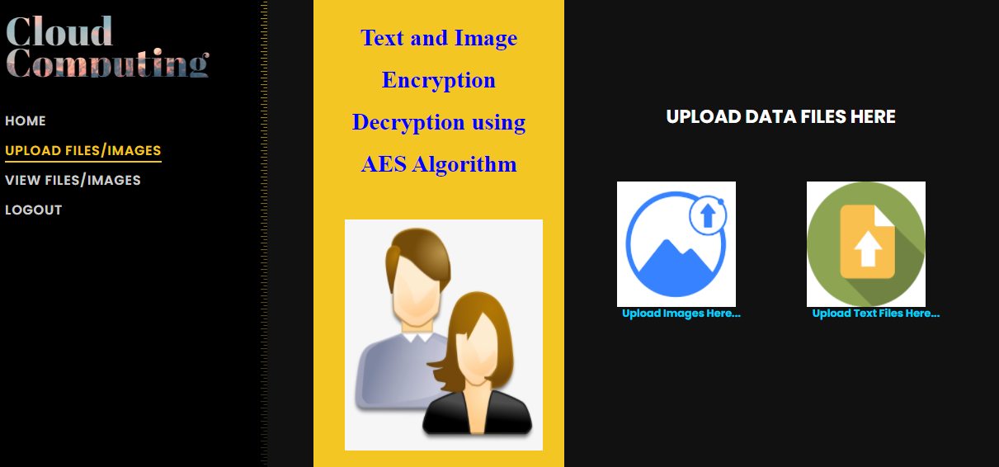 Cloud
Computing
HOME
UPLOAD FILES/IMAGES
VIEW FILES/IMAGES
LOGOUT
Text and Image
Encryption
Decryption using
AES Algorithm
UPLOAD DATA FILES HERE
Upload Images Here...
Upload Text Files Here...